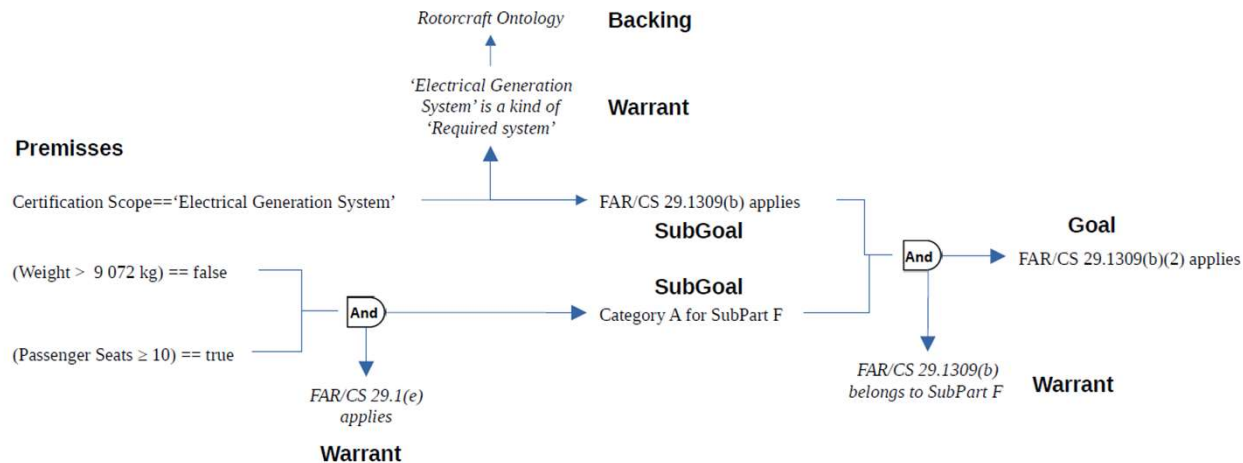 Rotorcraft Ontology
Backing
‘Electrical Generation
System’ is a kind of
‘Required system’
Warrant
Premisses
Certification Scope==‘Electrical Generation System’
FAR/CS 29.1309(b) applies
SubGoal
Goal
(Weight > 9 072 kg) == false
And
FAR/CS 29.1309(b)(2) applies
SubGoal
And
Category A for SubPart F
(Passenger Seats ≥ 10) == true
FAR/CS 29.1(e)
applies
Warrant
FAR/CS 29.1309(b)
belongs to SubPart F
Warrant